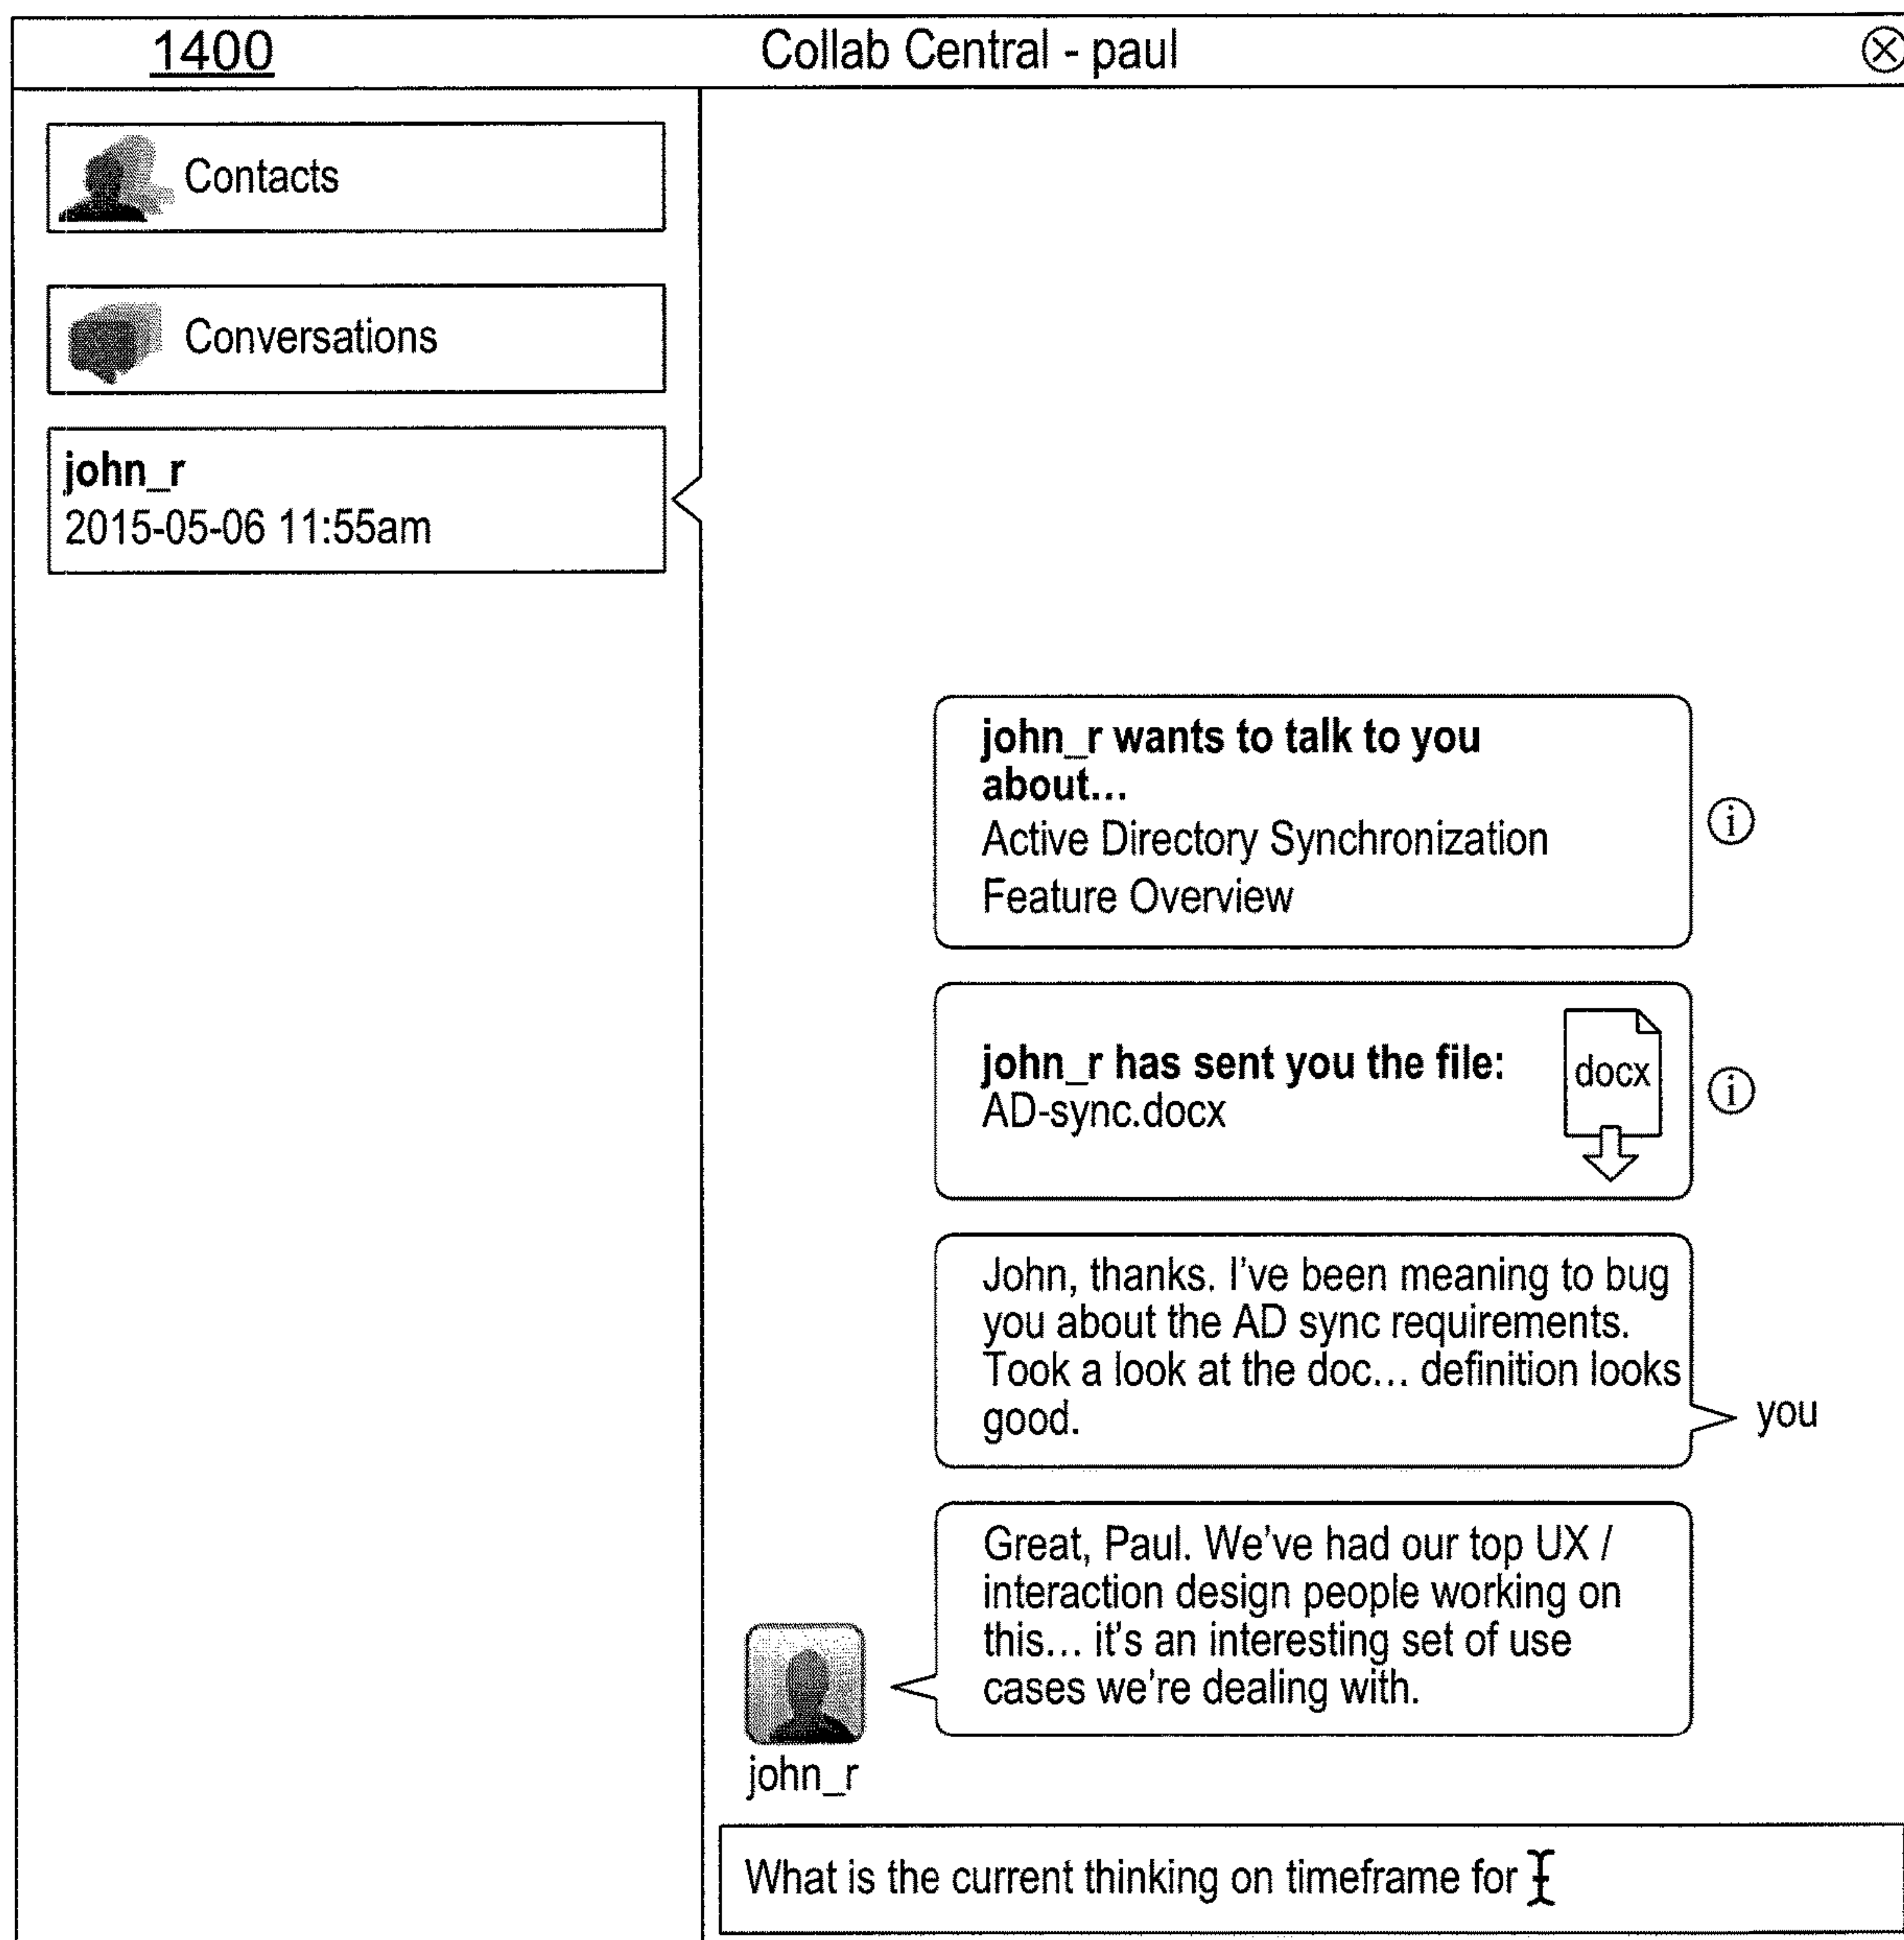 1400
Collab Central - paul
Contacts
Conversations
john_r
2015-05-06 11:55am
john_r wants to talk to you
about...
Active Directory Synchronization
Feature Overview
i
john_r has sent you the file:
AD-sync.docx
docx
i
John, thanks. I've been meaning to bug
you about the AD sync requirements.
Took a look at the doc... definition looks
good.
you
Great, Paul. We've had our top UX /
interaction design people working on
this... it's an interesting set of use
cases we're dealing with.
john_r
What is the current thinking on timeframe for